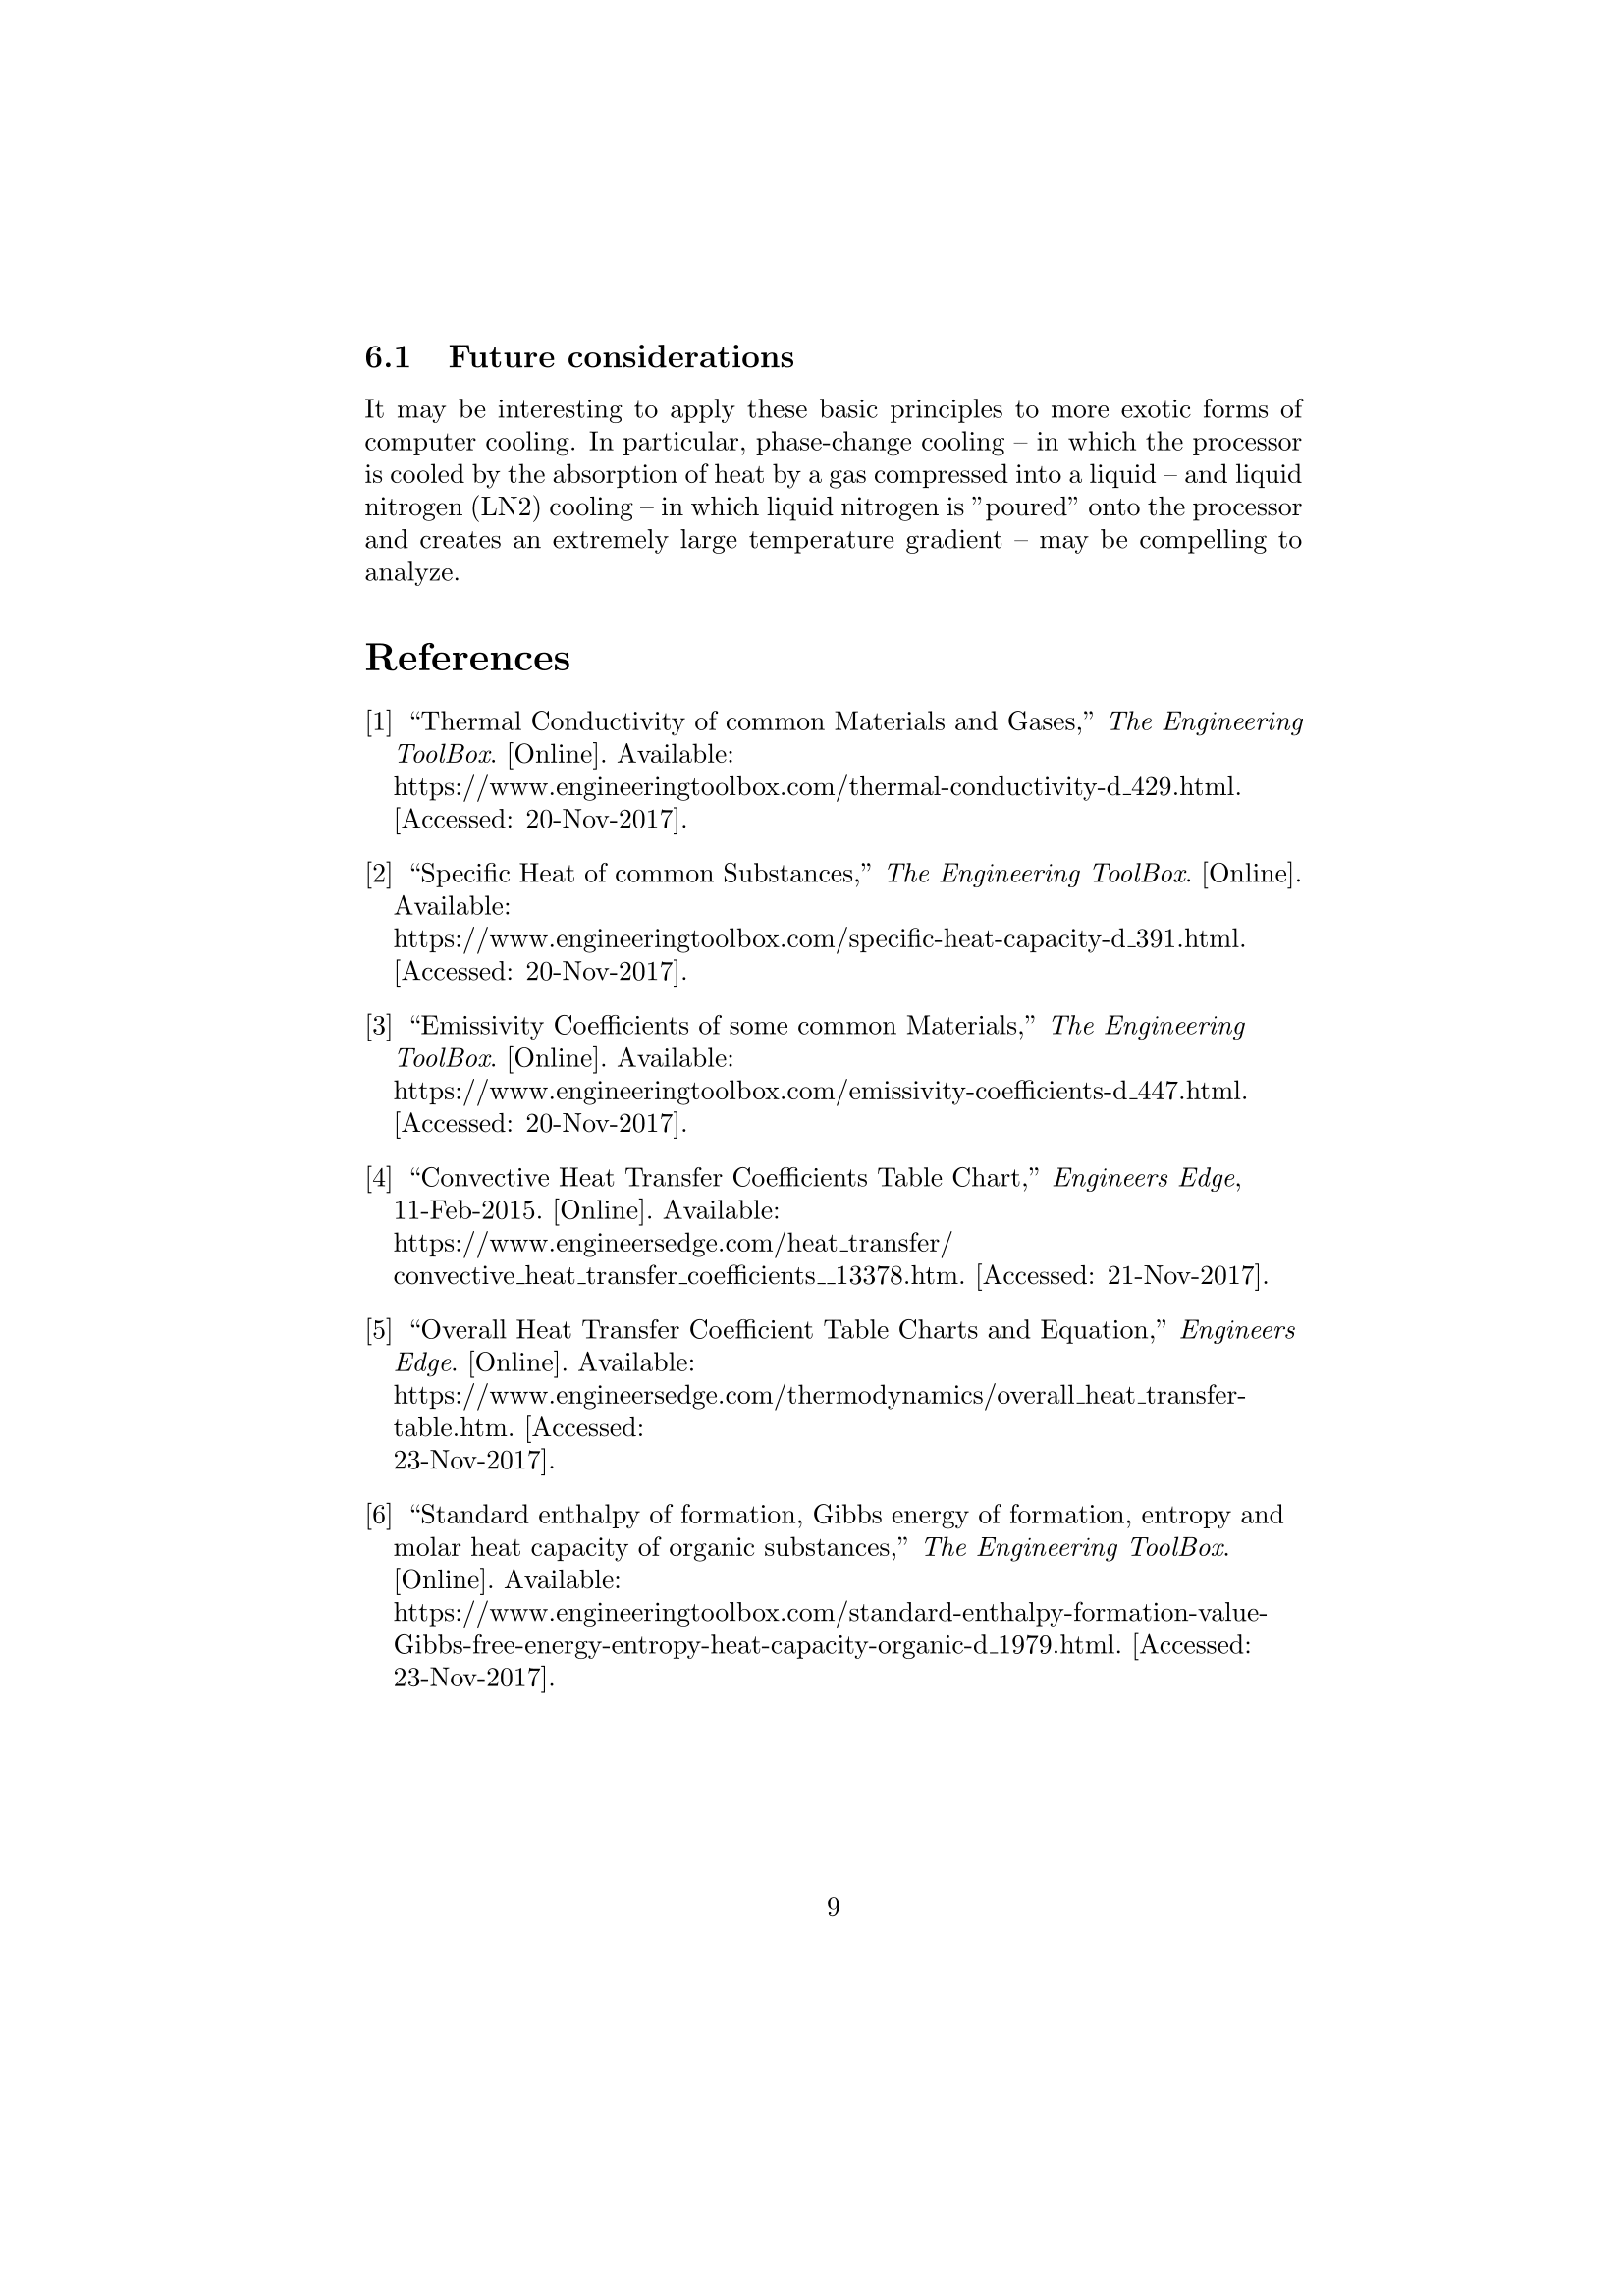 6.1 Future considerations
It may be interesting to apply these basic principles to more exotic forms of
computer cooling. In particular, phase-change cooling – in which the processor
is cooled by the absorption of heat by a gas compressed into a liquid – and liquid
nitrogen (LN2) cooling – in which liquid nitrogen is ”poured” onto the processor
and creates an extremely large temperature gradient – may be compelling to
analyze.
References
[1] “Thermal Conductivity of common Materials and Gases,” The Engineering
ToolBox. [Online]. Available:
https://www.engineeringtoolbox.com/thermal-conductivity-d_429.html.
[Accessed: 20-Nov-2017].
[2] “Specific Heat of common Substances,” The Engineering ToolBox. [Online].
Available:
https://www.engineeringtoolbox.com/specific-heat-capacity-d_391.html.
[Accessed: 20-Nov-2017].
[3] “Emissivity Coefficients of some common Materials,” The Engineering
ToolBox. [Online]. Available:
https://www.engineeringtoolbox.com/emissivity-coefficients-d_447.html.
[Accessed: 20-Nov-2017].
[4] “Convective Heat Transfer Coefficients Table Chart,” Engineers Edge,
11-Feb-2015. [Online]. Available:
https://www.engineersedge.com/heat_transfer/
convective_heat_transfer_coefficients__13378.htm. [Accessed: 21-Nov-2017].
[5] “Overall Heat Transfer Coefficient Table Charts and Equation,” Engineers
Edge. [Online]. Available:
https://www.engineersedge.com/thermodynamics/overall_heat_transfer-
table.htm. [Accessed:
23-Nov-2017].
[6] “Standard enthalpy of formation, Gibbs energy of formation, entropy and
molar heat capacity of organic substances,” The Engineering ToolBox.
[Online]. Available:
https://www.engineeringtoolbox.com/standard-enthalpy-formation-value-
Gibbs-free-energy-entropy-heat-capacity-organic-d_1979.html. [Accessed:
23-Nov-2017].
9